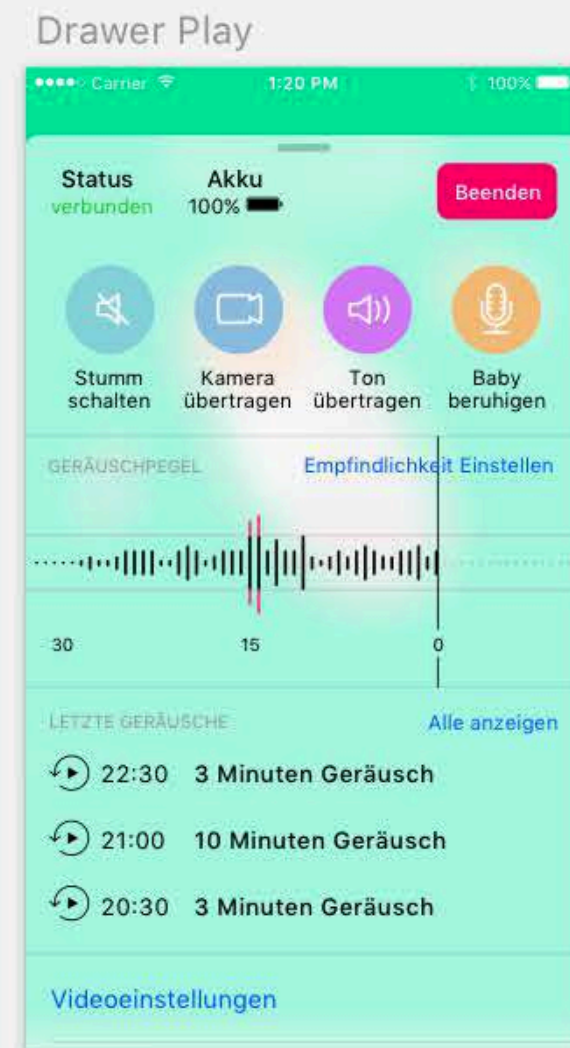 Drawer Play
Carrier 1:20 PM 100%
Status Akku
verbunden 100%
Beenden
Stumm schalten
Kamera übertragen
Ton übertragen
Baby beruhigen
GERÄUSCHPEGEL Empfindlichkeit Einstellen
30 15 0
LETZTE GERÄUSCHE Alle anzeigen
22:30 3 Minuten Geräusch
21:00 10 Minuten Geräusch
20:30 3 Minuten Geräusch
Videoeinstellungen